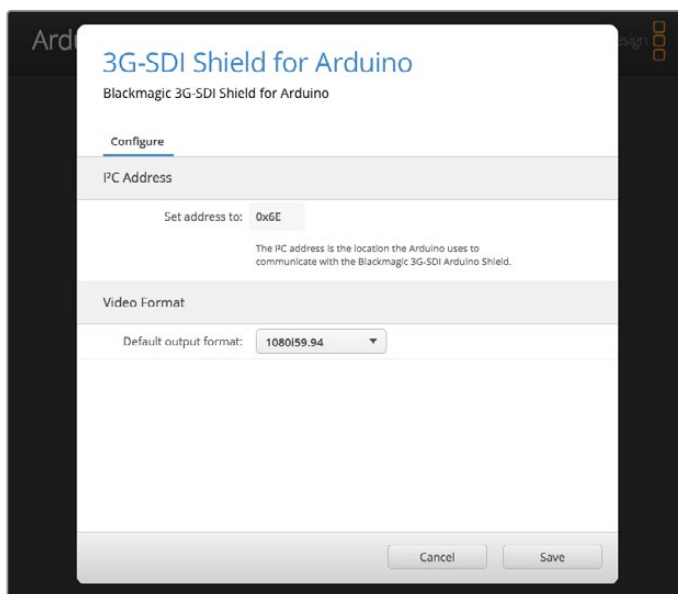 Ardu
3G-SDI Shield for Arduino
esign
Blackmagic 3G-SDI Shield for Arduino
Configure
I²C Address
Set address to: 0x6E
The I²C address is the location the Arduino uses to
communicate with the Blackmagic 3G-SDI Arduino Shield.
Video Format
Default output format: 1080i59.94
Cancel Save